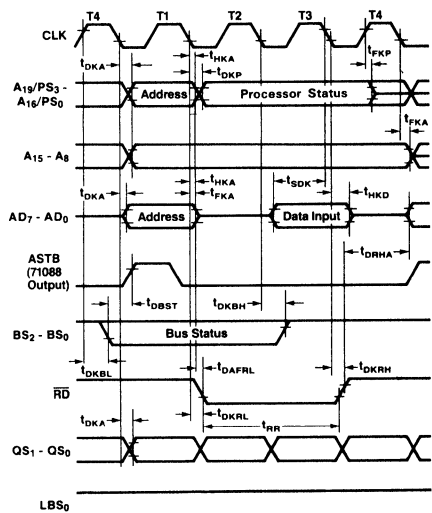 T4 T1 T2 T3 T4
CLK
tHKA
tFKP
tDKA
tDKP
A19/PS3 -
A16/PS0
Address
Processor Status
tFKA
A15 - A8
tHKA
tSDK
tDKA
tFKA
tHKD
AD7 - AD0
Address
Data Input
tDRHA
ASTB
(71088
Output)
tDBST
tDKBH
BS2 - BS0
Bus Status
tDKBL
tDAFRL
tDKRH
RD
tDKA
tDKRL
tRR
QS1 - QS0
LBS0